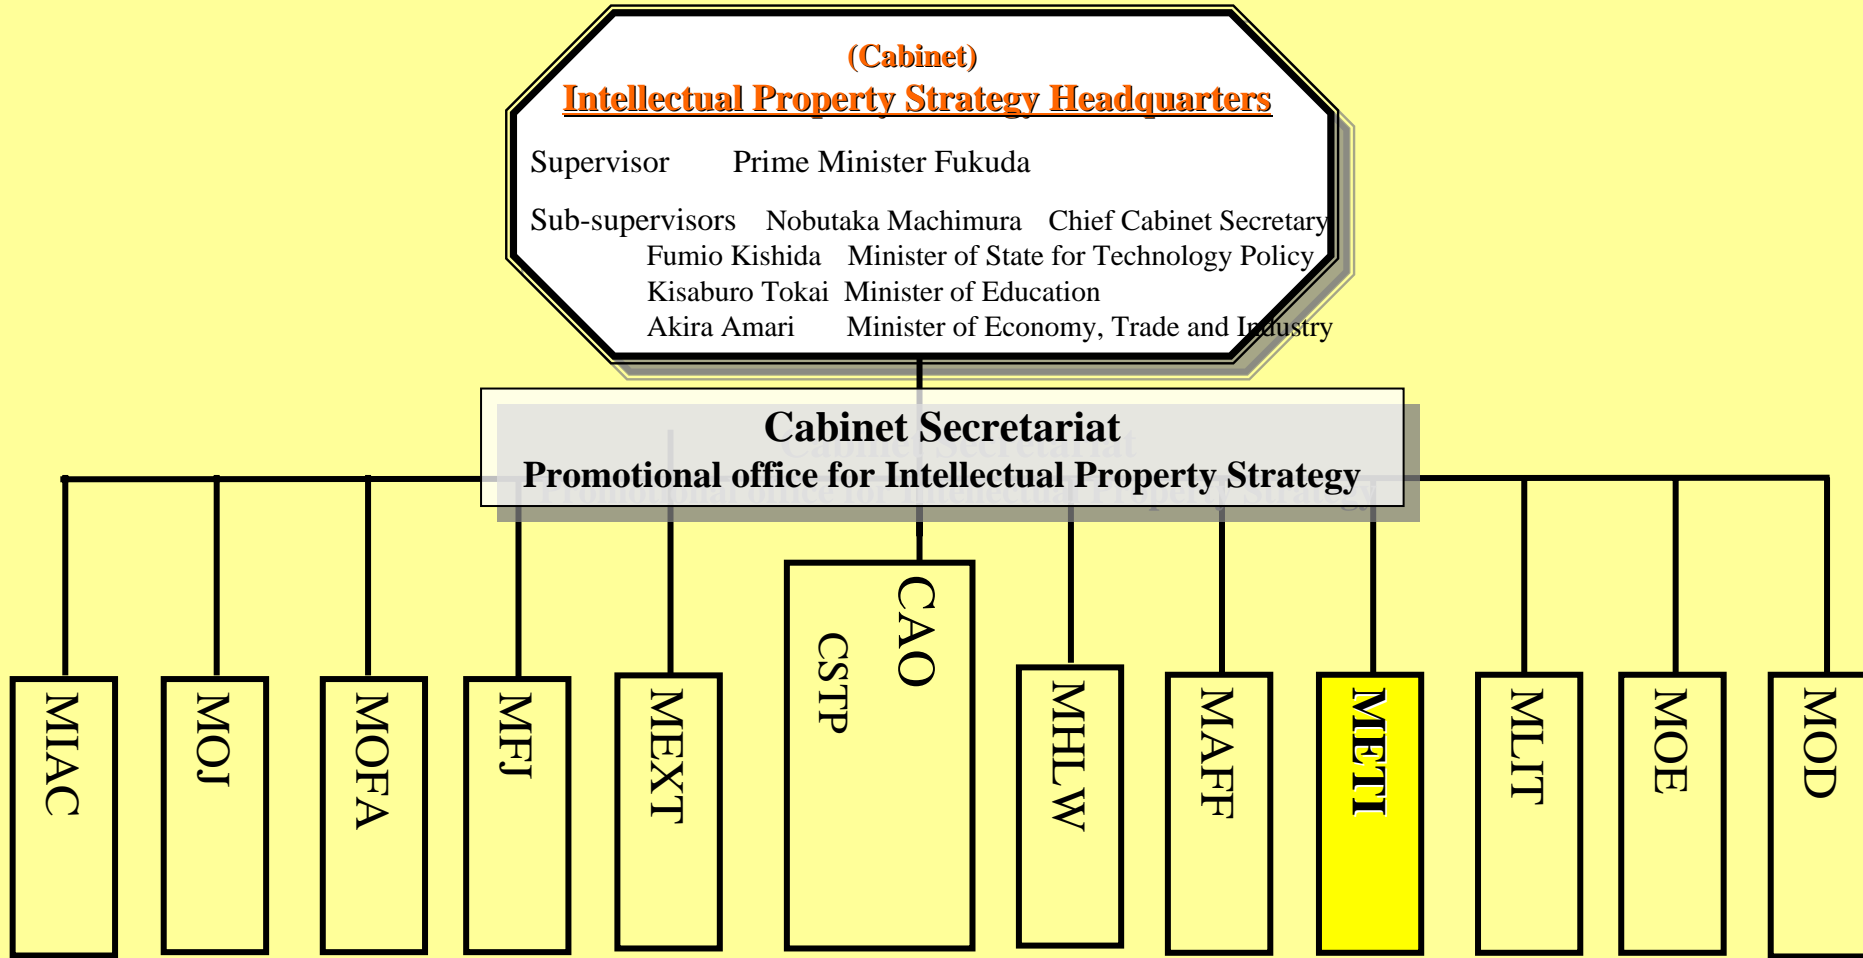 (Cabinet)
Intellectual Property Strategy Headquarters
Supervisor Prime Minister Fukuda
Sub-supervisors Nobutaka Machimura Chief Cabinet Secretary
Fumio Kishida Minister of State for Technology Policy
Kisaburo Tokai Minister of Education
Akira Amari Minister of Economy, Trade and Industry
Cabinet Secretariat
Promotional office for Intellectual Property Strategy
MIAC
MOJ
MOFA
MFJ
MEXT
CAO
CSTP
MHLW
MAFF
METI
MLIT
MOE
MOD